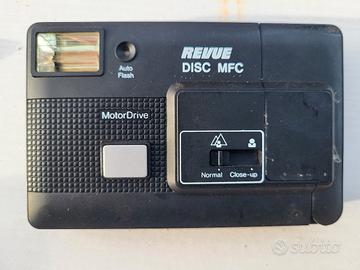 REVUE
DISC MFC
Auto
Flash
MotorDrive
Normal Close-up
subito